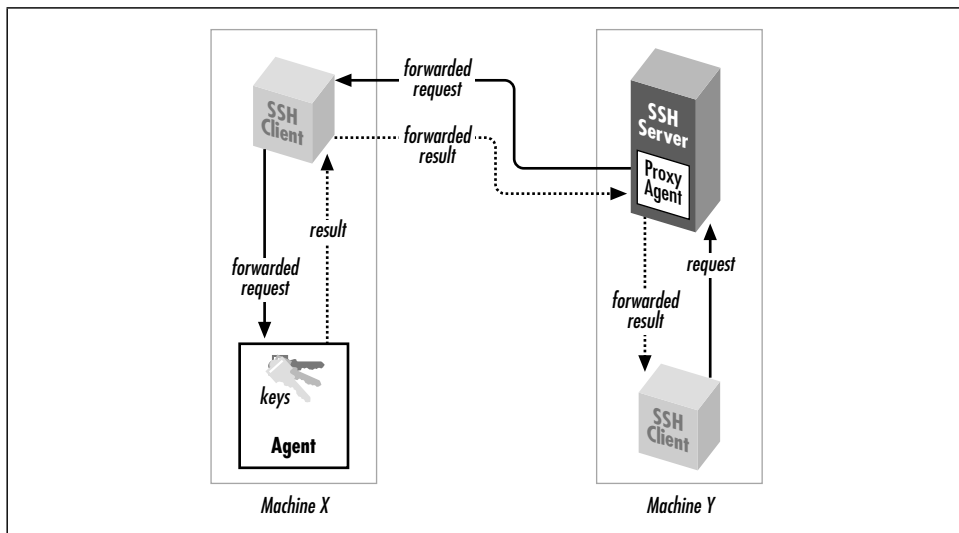 forwarded
request
SSH
Client
forwarded
result
SSH
Server
Proxy
Agent
result
request
forwarded
request
forwarded
result
keys
Agent
SSH
Client
Machine X
Machine Y